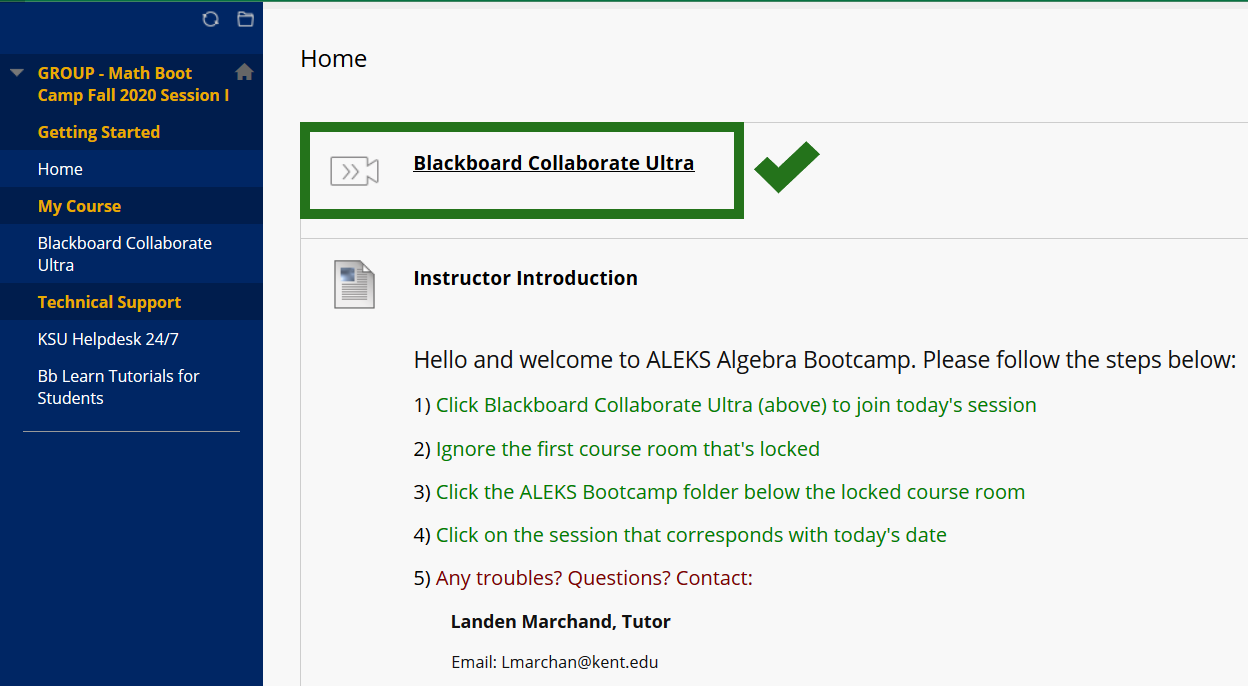 GROUP - Math Boot
Camp Fall 2020 Session I
Getting Started
Home
My Course
Blackboard Collaborate
Ultra
Technical Support
KSU Helpdesk 24/7
Bb Learn Tutorials for
Students
Home
Blackboard Collaborate Ultra
Instructor Introduction
Hello and welcome to ALEKS Algebra Bootcamp. Please follow the steps below:
1) Click Blackboard Collaborate Ultra (above) to join today's session
2) Ignore the first course room that's locked
3) Click the ALEKS Bootcamp folder below the locked course room
4) Click on the session that corresponds with today's date
5) Any troubles? Questions? Contact:
Landen Marchand, Tutor
Email: Lmarchan@kent.edu